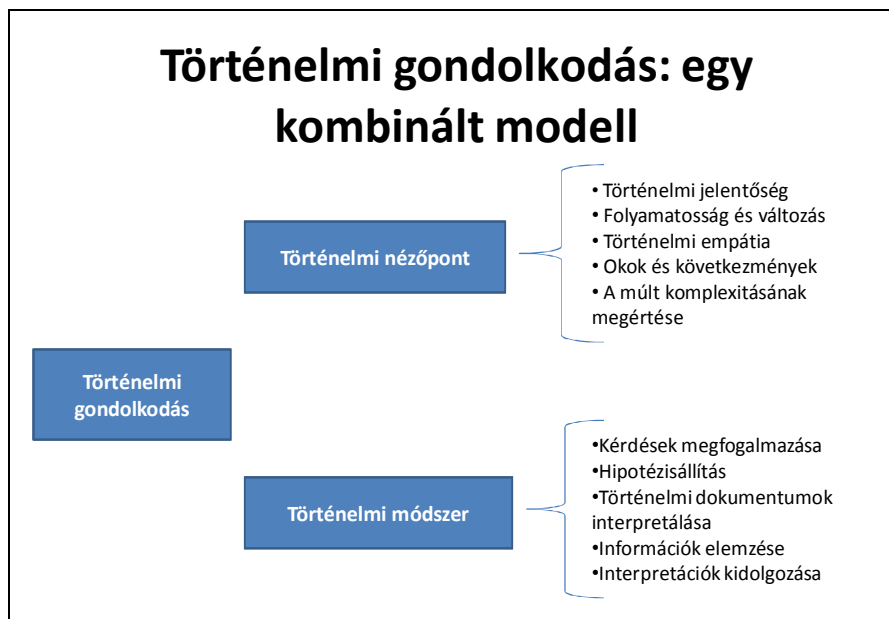 Történelmi gondolkodás: egy
kombinált modell
Történelmi nézőpont
• Történelmi jelentőség
• Folyamatosság és változás
• Történelmi empátia
• Okok és következmények
• A múlt komplexitásának
megértése
Történelmi
gondolkodás
Történelmi módszer
•Kérdések megfogalmazása
•Hipotézisállítás
•Történelmi dokumentumok
interpretálása
•Információk elemzése
•Interpretációk kidolgozása